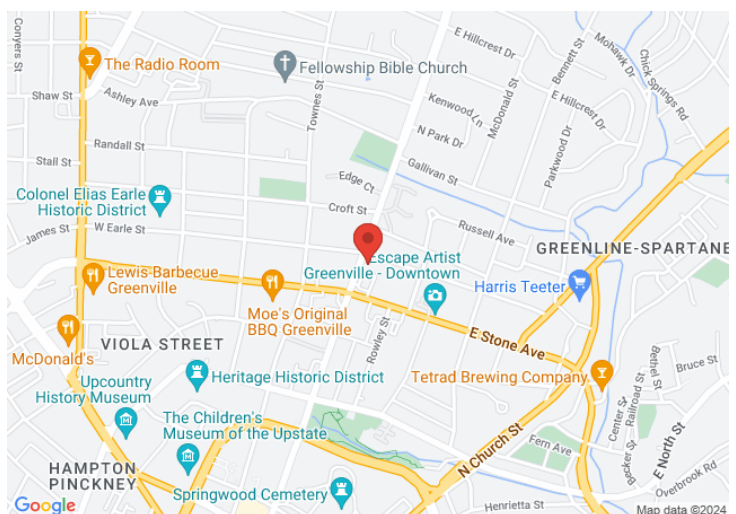 Conyers St
The Radio Room
Shaw St
Ashley Ave
Townes St
Fellowship Bible Church
E Hillcrest Dr
Bennett St
Mohawk Dr
Chick Springs Rd
McDonald St
Kenwood Ln
E Hillcrest Dr
N Park Dr
Parkwood Dr
Randall St
Stall St
Gallivan St
Edge Ct
Colonel Elias Earle
Historic District
Croft St
James St
W Earle St
Russell Ave
GREENLINE-SPARTANE
Escape Artist
Greenville - Downtown
Lewis Barbecue
Greenville
Harris Teeter
Moe's Original
BBQ Greenville
Rowley St
E Stone Ave
McDonald's
VIOLA STREET
Heritage Historic District
Tetrad Brewing Company
Bethel St
Bruce St
Upcountry
History Museum
The Children's
Museum of the Upstate
Center St
Railroad St
Becker St
Fern Ave
N Church St
E North St
HAMPTON
PINCKNEY
Springwood Cemetery
Overbrook Rd
Henrietta St
Google
Map data ©2024